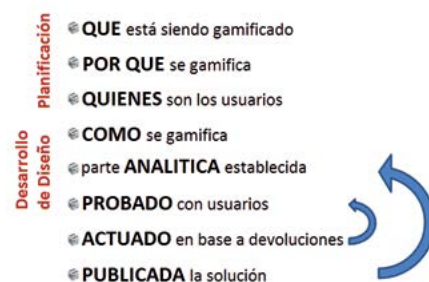 Planificación
QUE está siendo gamificado
POR QUE se gamifica
QUIENES son los usuarios
Desarrollo
de Diseño
COMO se gamifica
parte ANALITICA establecida
PROBADO con usuarios
ACTUADO en base a devoluciones
PUBLICADA la solución